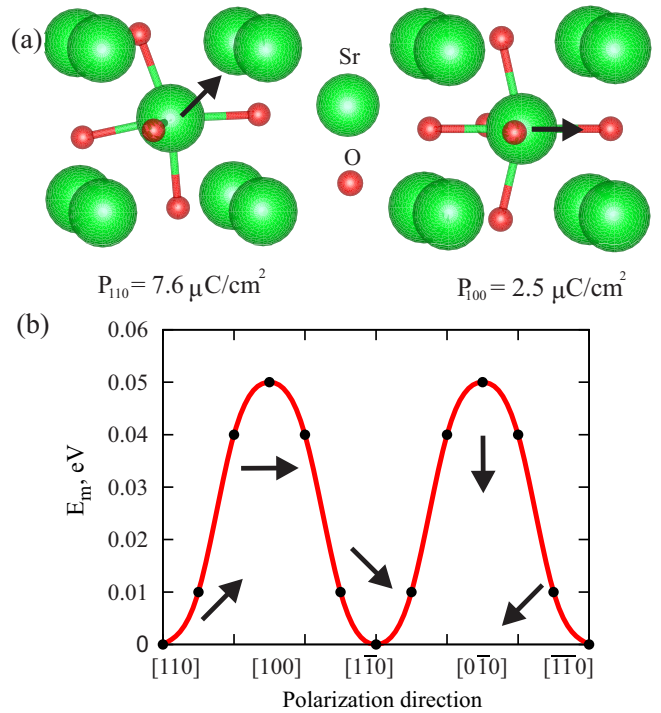 (a)
Sr
O
P₁₁₀ = 7.6 μC/cm²
P₁₀₀ = 2.5 μC/cm²
(b)
0.06
0.05
0.04
0.03
0.02
0.01
0
E_m, eV
[110] [100] [11̅0] [01̅0] [1̅1̅0]
Polarization direction